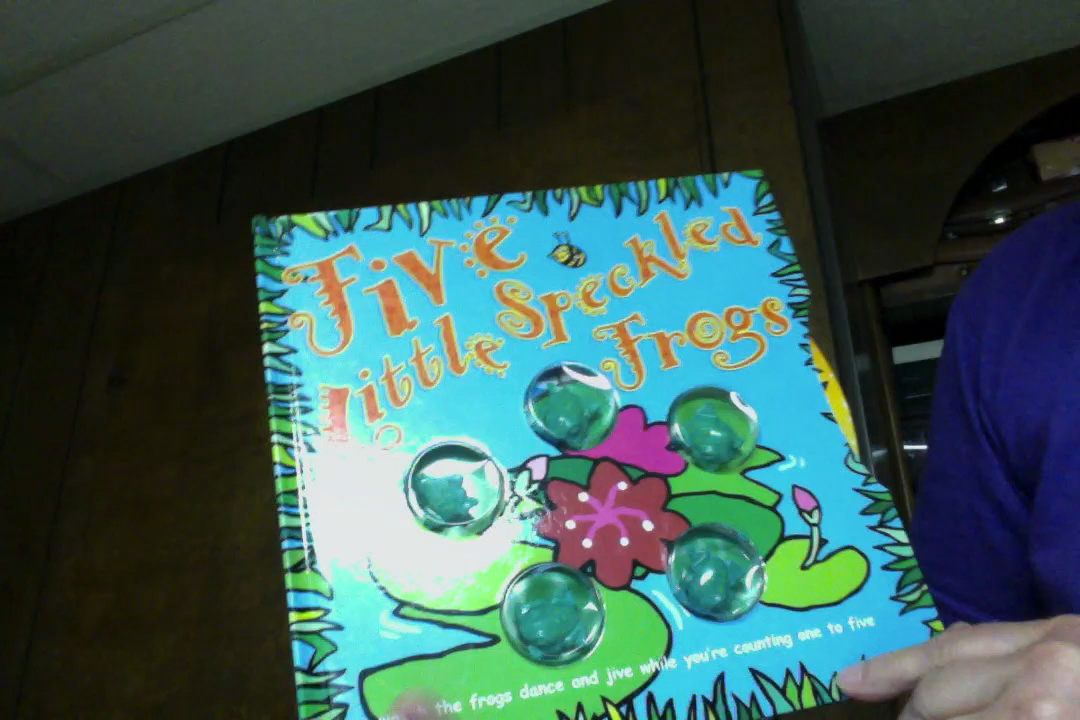 Five
Little Speckled
Frogs
the frogs dance and jive while you're counting one to five